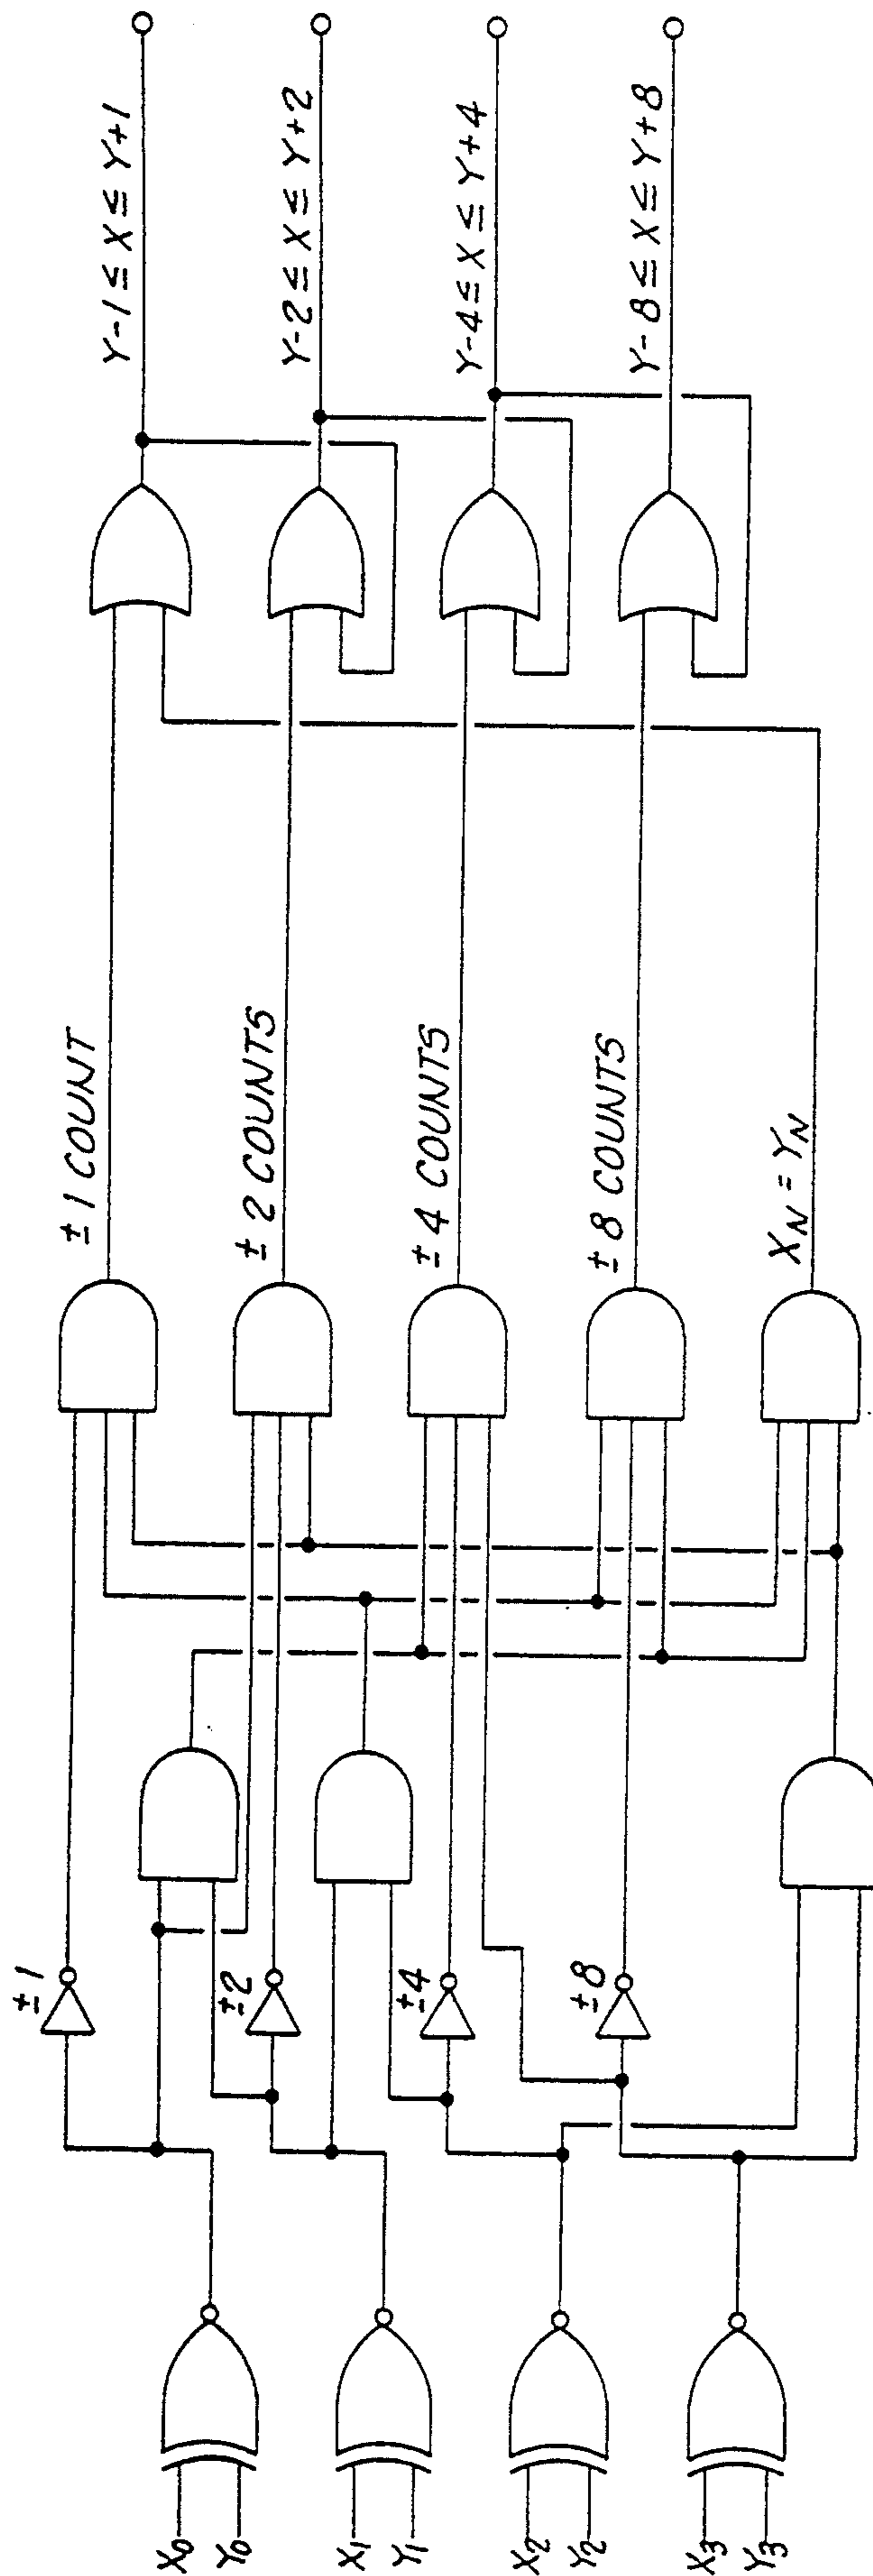 X0
Y0
X1
Y1
X2
Y2
X3
Y3
± 1
± 2
± 4
± 8
± 1 COUNT
± 2 COUNTS
± 4 COUNTS
± 8 COUNTS
XN = YN
Y-1 ≤ X ≤ Y+1
Y-2 ≤ X ≤ Y+2
Y-4 ≤ X ≤ Y+4
Y-8 ≤ X ≤ Y+8